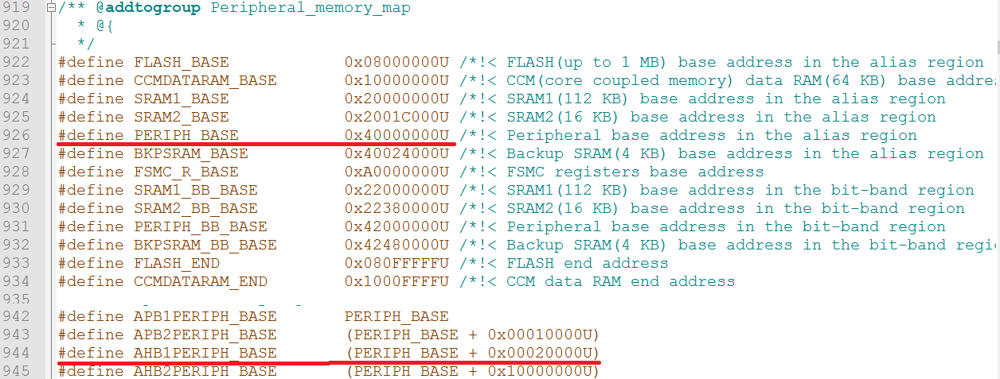 919 /** @addtogroup Peripheral_memory_map
920 * @{
921 */
922 #define FLASH_BASE 0x08000000U /*!< FLASH(up to 1 MB) base address in the alias region
923 #define CCMDATARAM_BASE 0x10000000U /*!< CCM(core coupled memory) data RAM(64 KB) base addre
924 #define SRAM1_BASE 0x20000000U /*!< SRAM1(112 KB) base address in the alias region
925 #define SRAM2_BASE 0x2001C000U /*!< SRAM2(16 KB) base address in the alias region
926 #define PERIPH_BASE 0x40000000U /*!< Peripheral base address in the alias region
927 #define BKPSRAM_BASE 0x40024000U /*!< Backup SRAM(4 KB) base address in the alias region
928 #define FSMC_R_BASE 0xA0000000U /*!< FSMC registers base address
929 #define SRAM1_BB_BASE 0x22000000U /*!< SRAM1(112 KB) base address in the bit-band region
930 #define SRAM2_BB_BASE 0x22380000U /*!< SRAM2(16 KB) base address in the bit-band region
931 #define PERIPH_BB_BASE 0x42000000U /*!< Peripheral base address in the bit-band region
932 #define BKPSRAM_BB_BASE 0x42480000U /*!< Backup SRAM(4 KB) base address in the bit-band regi
933 #define FLASH_END 0x080FFFFFU /*!< FLASH end address
934 #define CCMDATARAM_END 0x1000FFFFU /*!< CCM data RAM end address
935
942 #define APB1PERIPH_BASE PERIPH_BASE
943 #define APB2PERIPH_BASE (PERIPH_BASE + 0x00010000U)
944 #define AHB1PERIPH_BASE (PERIPH_BASE + 0x00020000U)
945 #define AHB2PERIPH_BASE (PERIPH_BASE + 0x10000000U)